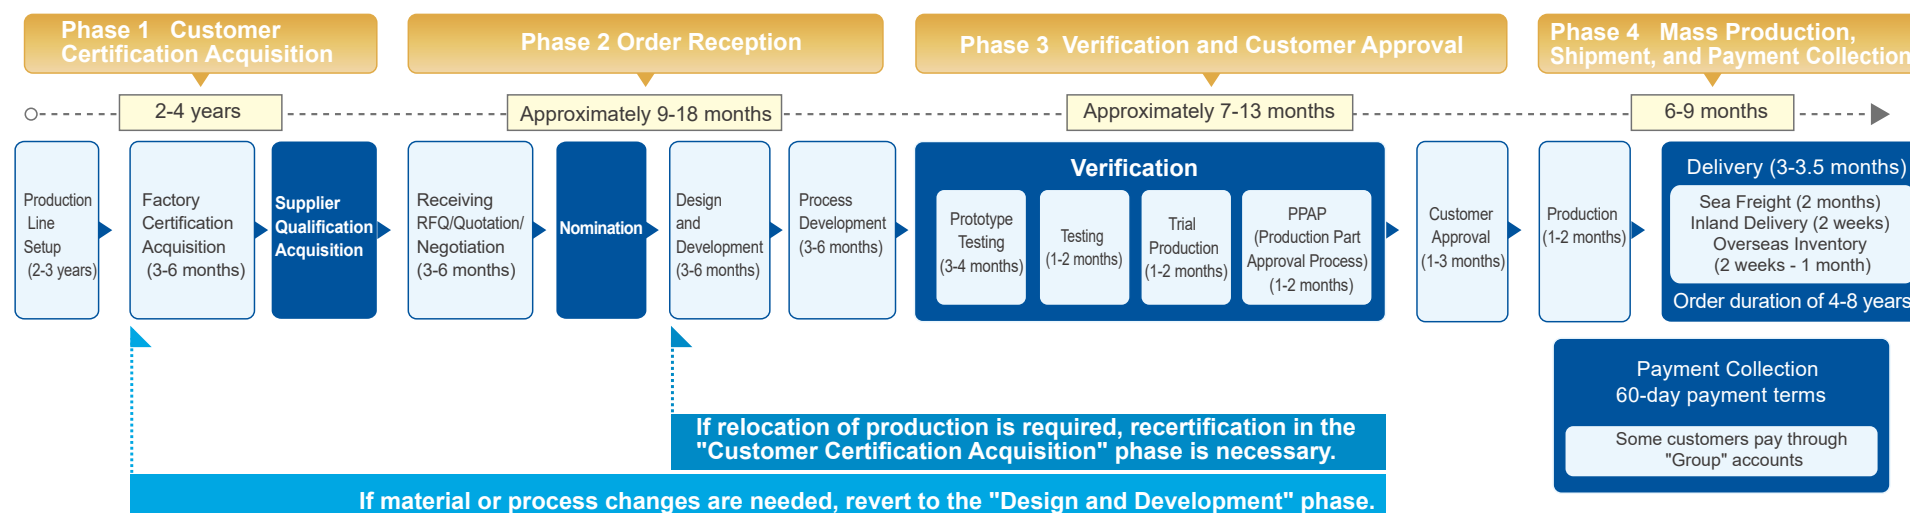 Phase 1 Customer
Certification Acquisition
Phase 2 Order Reception
Phase 3 Verification and Customer Approval
Phase 4 Mass Production,
Shipment, and Payment Collection
2-4 years
Approximately 9-18 months
Approximately 7-13 months
6-9 months
Production
Line
Setup
(2-3 years)
Factory
Certification
Acquisition
(3-6 months)
Supplier
Qualification
Acquisition
Receiving
RFQ/Quotation/
Negotiation
(3-6 months)
Nomination
Design
and
Development
(3-6 months)
Process
Development
(3-6 months)
Verification
Prototype
Testing
(3-4 months)
Testing
(1-2 months)
Trial
Production
(1-2 months)
PPAP
(Production Part
Approval Process)
(1-2 months)
Customer
Approval
(1-3 months)
Production
(1-2 months)
Delivery (3-3.5 months)
Sea Freight (2 months)
Inland Delivery (2 weeks)
Overseas Inventory
(2 weeks - 1 month)
Order duration of 4-8 years
Payment Collection
60-day payment terms
Some customers pay through
"Group" accounts
If relocation of production is required, recertification in the
"Customer Certification Acquisition" phase is necessary.
If material or process changes are needed, revert to the "Design and Development" phase.